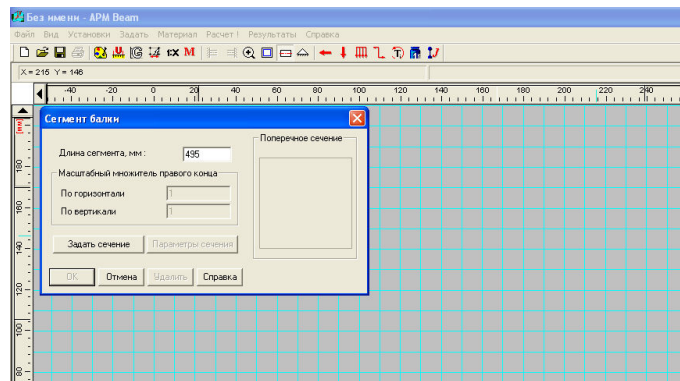 Без имени - APM Beam
Файл Вид Установки Задать Материал Расчет ! Результаты Справка
X = 215 Y = 146
-40 -20 0 20 40 60 80 100 120 140 160 180 200 220 240
Сегмент балки
Поперечное сечение
Длина сегмента, мм : 495
Масштабный множитель правого конца
По горизонтали 1
По вертикали 1
Задать сечение Параметры сечения
OK Отмена Удалить Справка
180
160
140
120
100
80